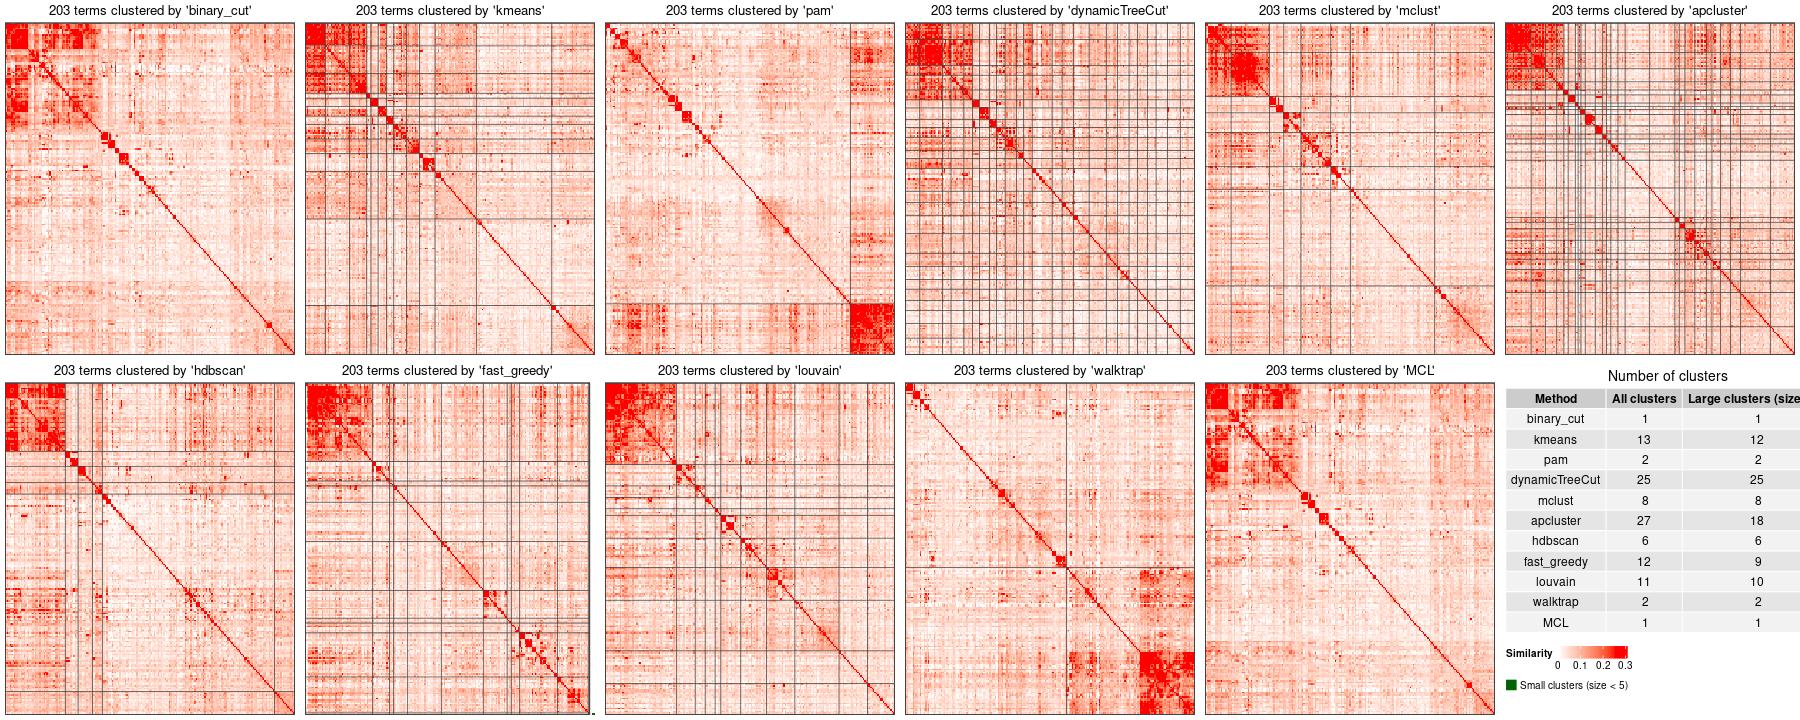 203 terms clustered by 'binary_cut'
203 terms clustered by 'kmeans'
203 terms clustered by 'pam'
203 terms clustered by 'dynamicTreeCut'
203 terms clustered by 'mclust'
203 terms clustered by 'apcluster'
203 terms clustered by 'hdbscan'
203 terms clustered by 'fast_greedy'
203 terms clustered by 'louvain'
203 terms clustered by 'walktrap'
203 terms clustered by 'MCL'
Number of clusters
Method All clusters Large clusters (size
binary_cut 1 1
kmeans 13 12
pam 2 2
dynamicTreeCut 25 25
mclust 8 8
apcluster 27 18
hdbscan 6 6
fast_greedy 12 9
louvain 11 10
walktrap 2 2
MCL 1 1
Similarity
0 0.1 0.2 0.3
Small clusters (size < 5)